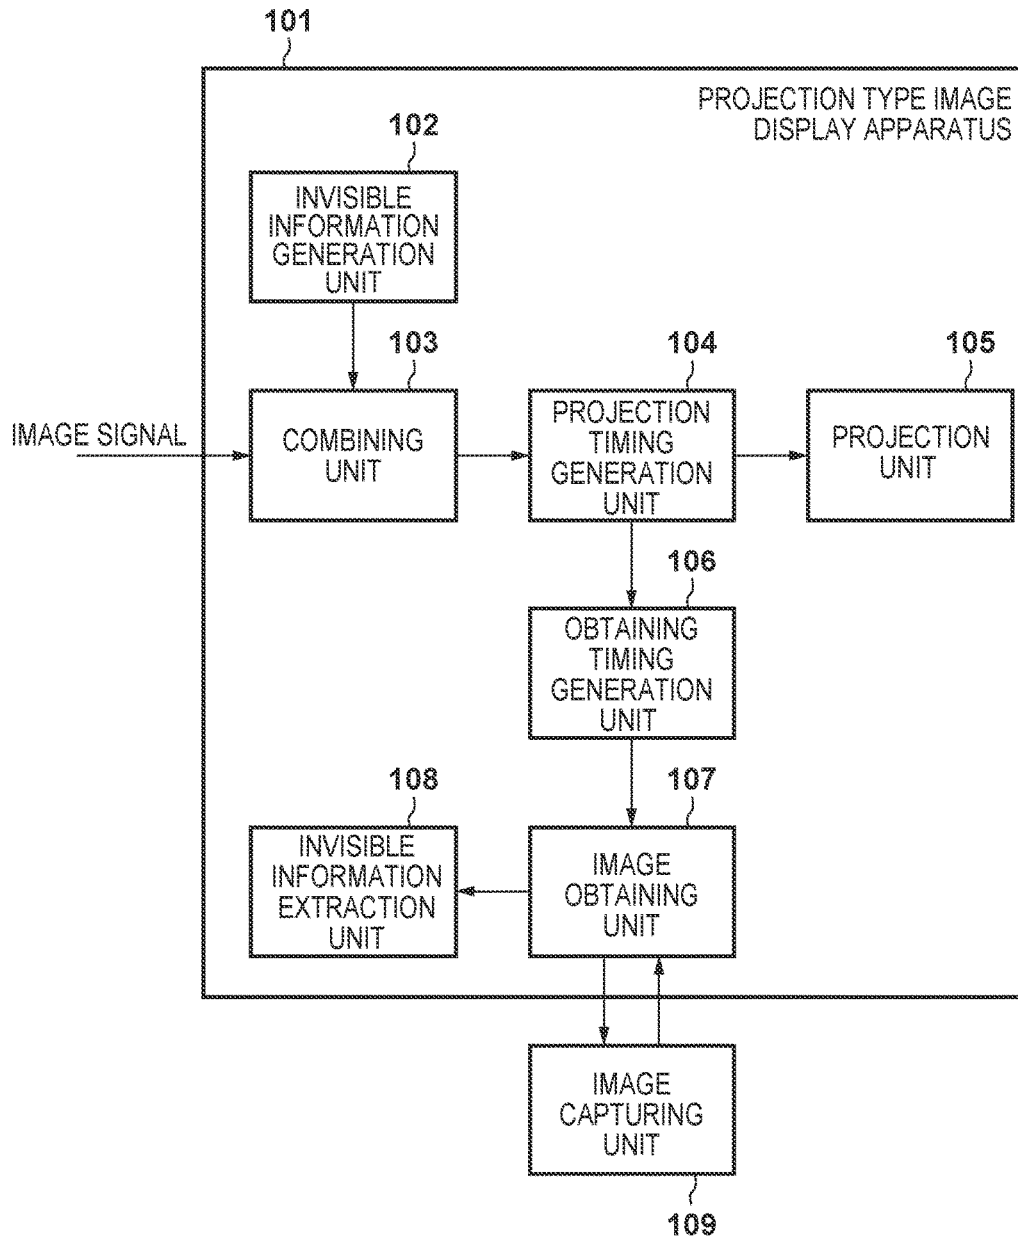 101
PROJECTION TYPE IMAGE
DISPLAY APPARATUS
102
INVISIBLE
INFORMATION
GENERATION
UNIT
103
104
105
IMAGE SIGNAL
COMBINING
UNIT
PROJECTION
TIMING
GENERATION
UNIT
PROJECTION
UNIT
106
OBTAINING
TIMING
GENERATION
UNIT
108
107
INVISIBLE
INFORMATION
EXTRACTION
UNIT
IMAGE
OBTAINING
UNIT
IMAGE
CAPTURING
UNIT
109